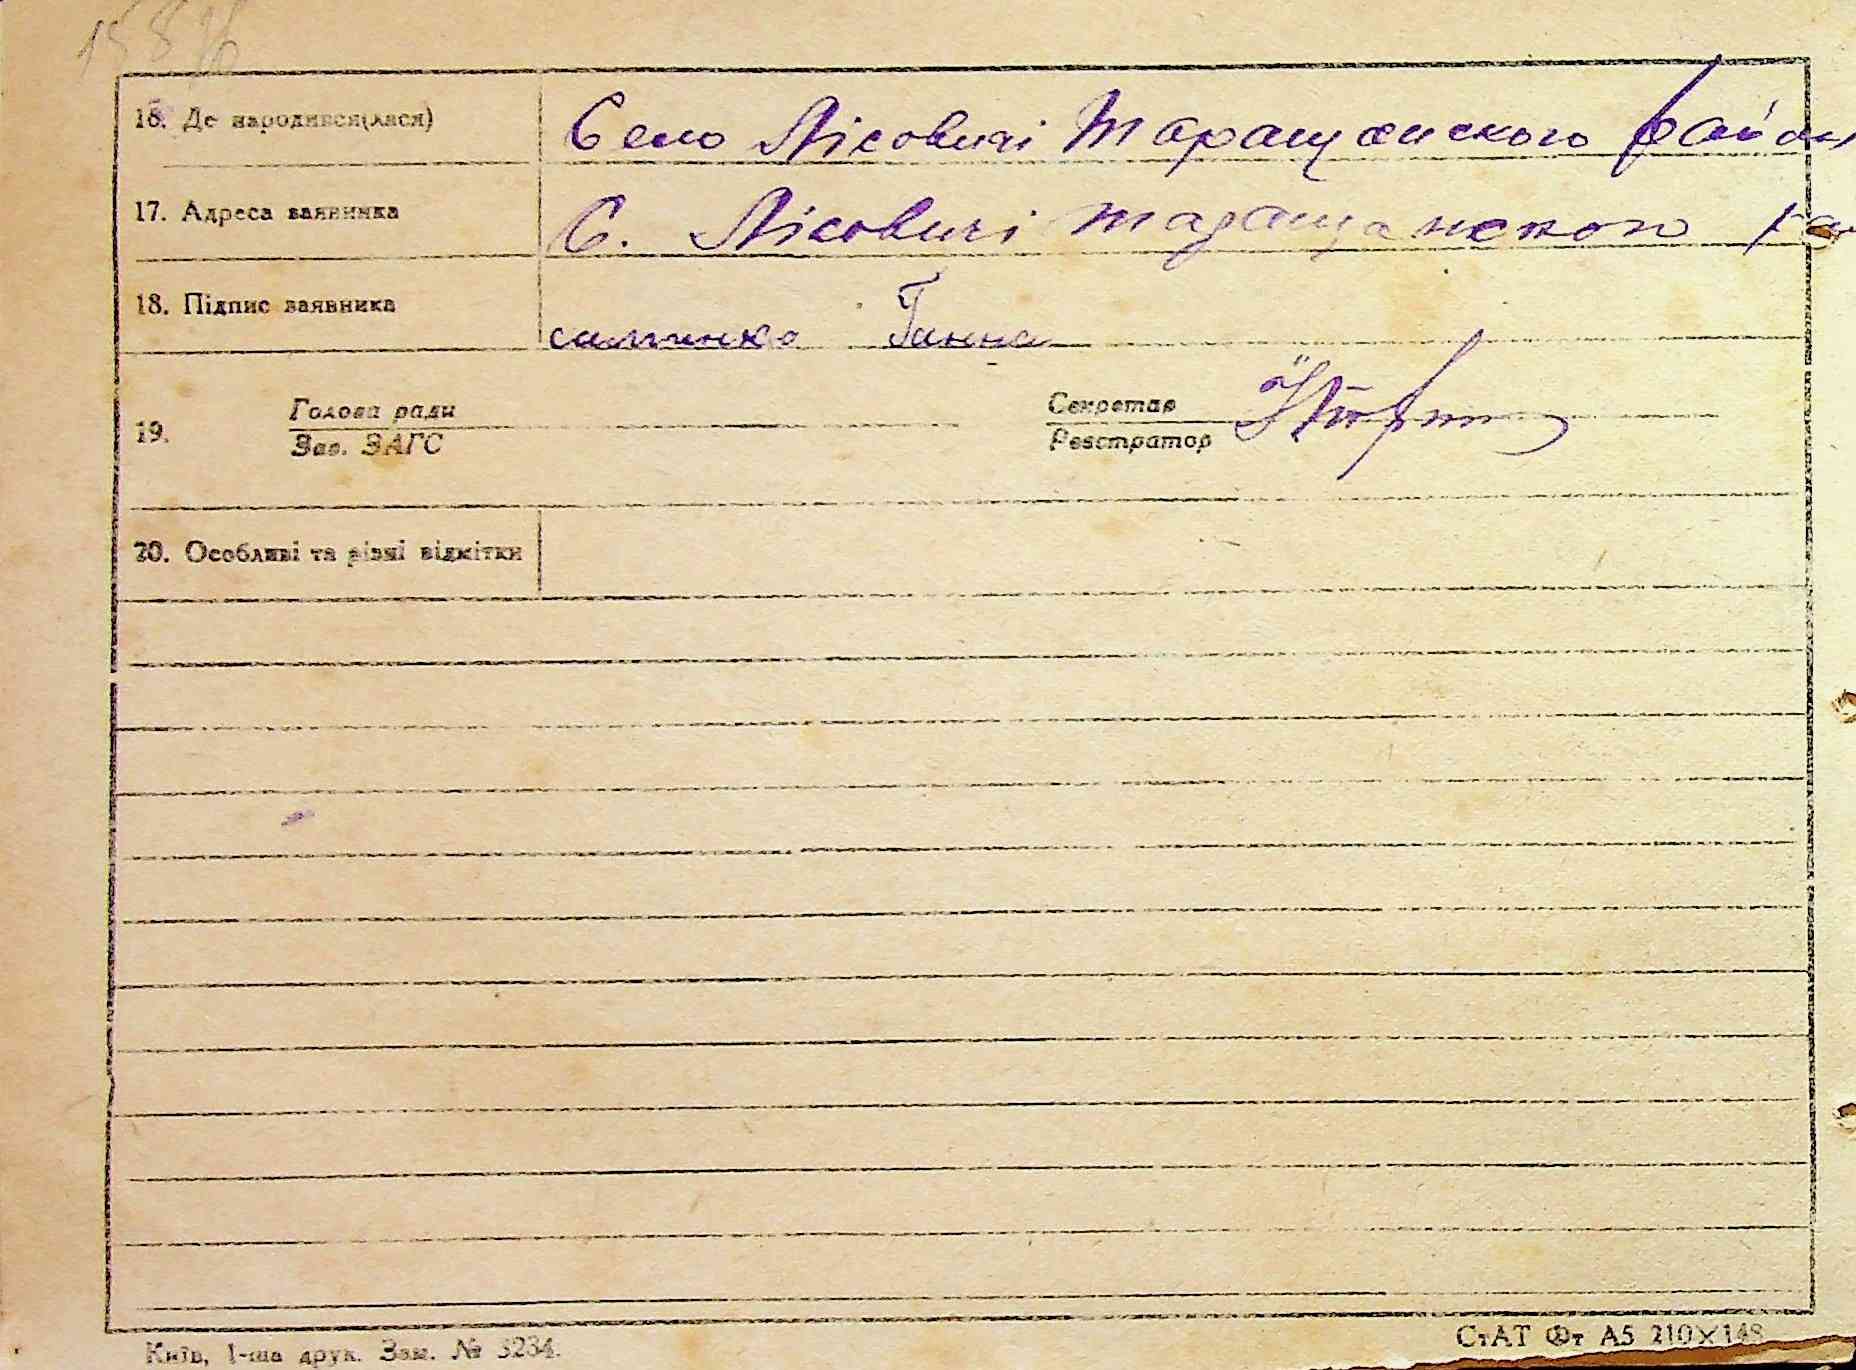 16. Де народився(лася) Село Лісовичі Таращанского район
17. Адреса заявника С. Лісовичі Таращанского
18. Підпис заявника Ганна
19. Голова ради Секретар
Зав. ЗАГС Реєстратор
20. Особливі та різні відмітки
Київ, 1-ша друк. Зам. № 3234.
СтАТ Фт А5 210×148